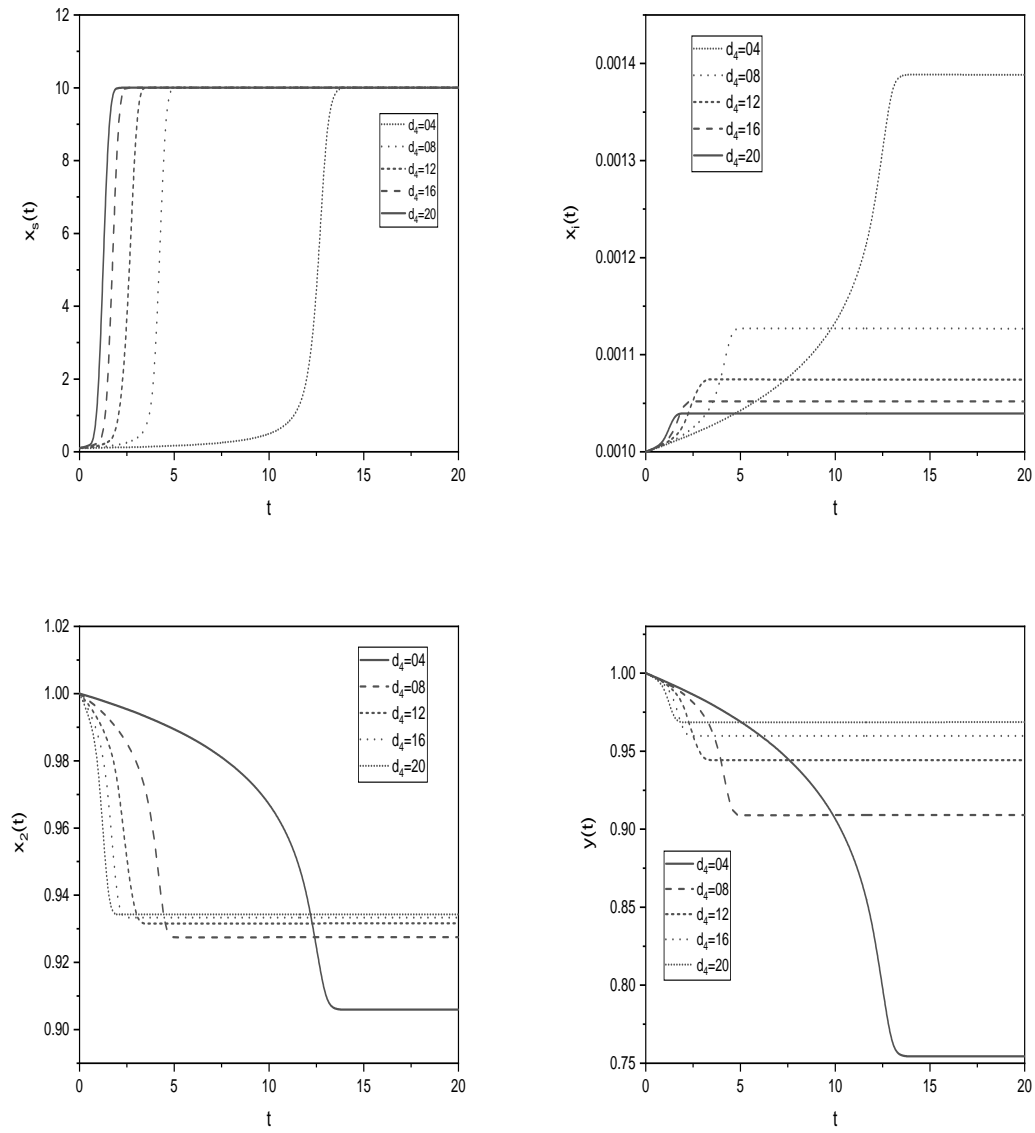 12
10
8
6
4
2
0
x_s(t)
d_4=04
d_4=08
d_4=12
d_4=16
d_4=20
0 5 10 15 20
t
0.0014
0.0013
0.0012
0.0011
0.0010
x_i(t)
d_4=04
d_4=08
d_4=12
d_4=16
d_4=20
0 5 10 15 20
t
1.02
1.00
0.98
0.96
0.94
0.92
0.90
x_2(t)
d_4=04
d_4=08
d_4=12
d_4=16
d_4=20
0 5 10 15 20
t
1.00
0.95
0.90
0.85
0.80
0.75
y(t)
d_4=04
d_4=08
d_4=12
d_4=16
d_4=20
0 5 10 15 20
t